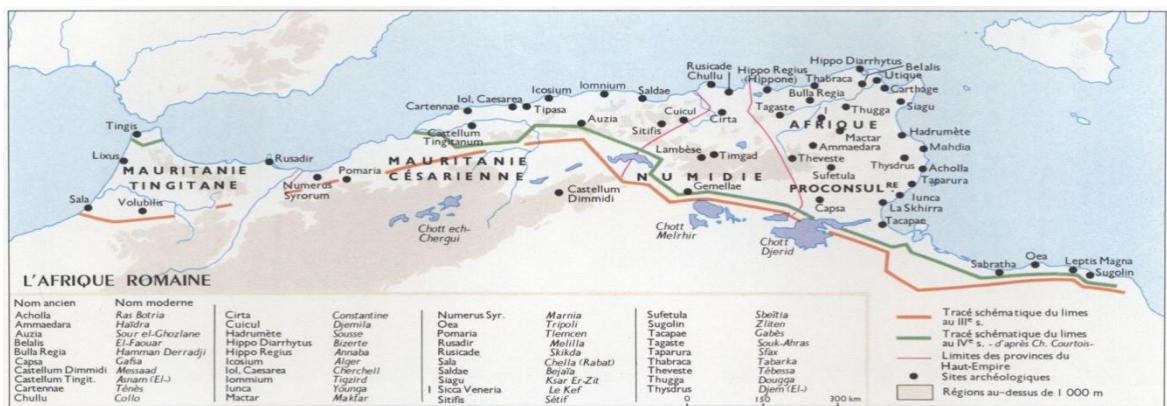 Hippo Diarrhytus
Belalis
Rusicade
Hippo Regius
Thabraca
Utique
Chullu
(Hippone)
Carthage
Icosium
Iomnium
Saldae
Bulla Regia
Iol, Caesarea
Siagu
Cartennae
Tipasa
Cuicul
Tagaste
Thugga
Tingis
Castellum
Tingitanum
Auzia
Sitifis
Cirta
I
AFRIQUE
Hadrumète
Mactar
Mahdia
Lixus
Rusadir
Lambèse
Timgad
Ammaedara
Thysdrus
MAURITANIE
TINGITANE
Pomaria
MAURITANIE
CÉSARIENNE
NUMIDIE
Theveste
Acholla
Sufetula
Taparura
Numerus
Syrorum
PROCONSULRE
Sala
Volubilis
Castellum
Dimmidi
Gemellae
Capsa
Iunca
La Skhirra
Tacapae
Chott ech-
Chergui
Chott
Melrhir
Chott
Djerid
Sabratha
Oea
Leptis Magna
Sugolin
L'AFRIQUE ROMAINE
Nom ancien Nom moderne
Acholla Ras Botria
Ammaedara Haïdra
Auzia Sour el-Ghozlane
Belalis El-Faouar
Bulla Regia Hamman Derradji
Capsa Gafsa
Castellum Dimmidi Messaad
Castellum Tingit. Asnam (El-)
Cartennae Ténès
Chullu Collo
Cirta Constantine
Cuicul Djemila
Hadrumète Sousse
Hippo Diarrhytus Bizerte
Hippo Regius Annaba
Icosium Alger
Iol, Caesarea Cherchell
Iommium Tigzird
Iunca Younga
Mactar Makfar
Numerus Syr. Marnia
Oea Tripoli
Pomaria Tlemcen
Rusadir Melilla
Rusicade Skikda
Sala Chella (Rabat)
Saldae Bejaïa
Siagu Ksar Er-Zit
I Sicca Veneria Le Kef
Sitifis Sétif
Sufetula Sbeïtla
Sugolin Zliten
Tacapae Gabès
Tagaste Souk-Ahras
Taparura Sfax
Thabraca Tabarka
Theveste Tébessa
Thugga Dougga
Thysdrus Djem (El-)
0 150 300 km
Tracé schématique du limes
au IIIe s.
Tracé schématique du limes
au IVe s. - d'après Ch. Courtois-
Limites des provinces du
Haut-Empire
Sites archéologiques
Régions au-dessus de 1 000 m